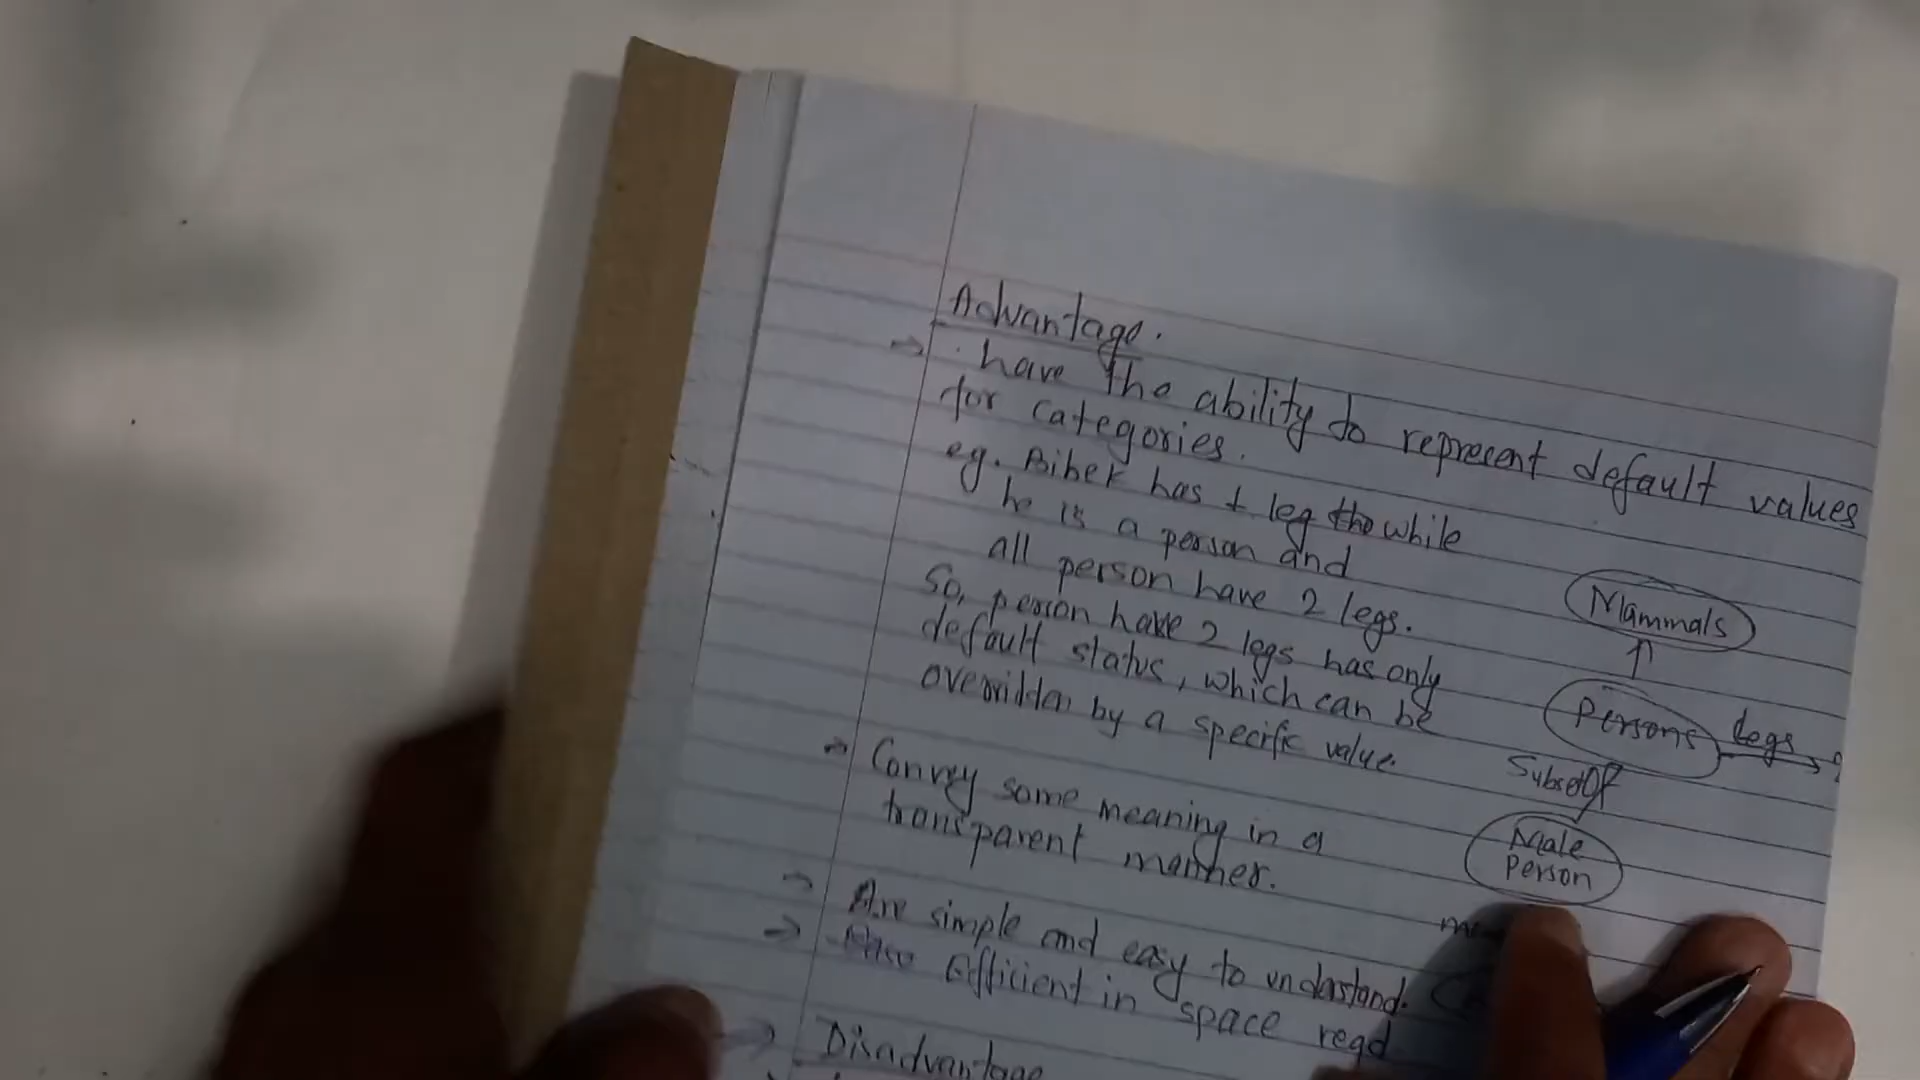 Advantage.
→ have the ability to represent default values
for categories.
eg. Bibek has 1 leg while
he is a person and
all person have 2 legs.
So, person have 2 legs has only
default status, which can be
overridden by a specific value.
→ Convey some meaning in a
transparent manner.
→ Are simple and easy to understand.
→ Efficient in space reqd
→ Disadvantage
Mammals
↑
Persons legs
SubsetOf
Male
Person